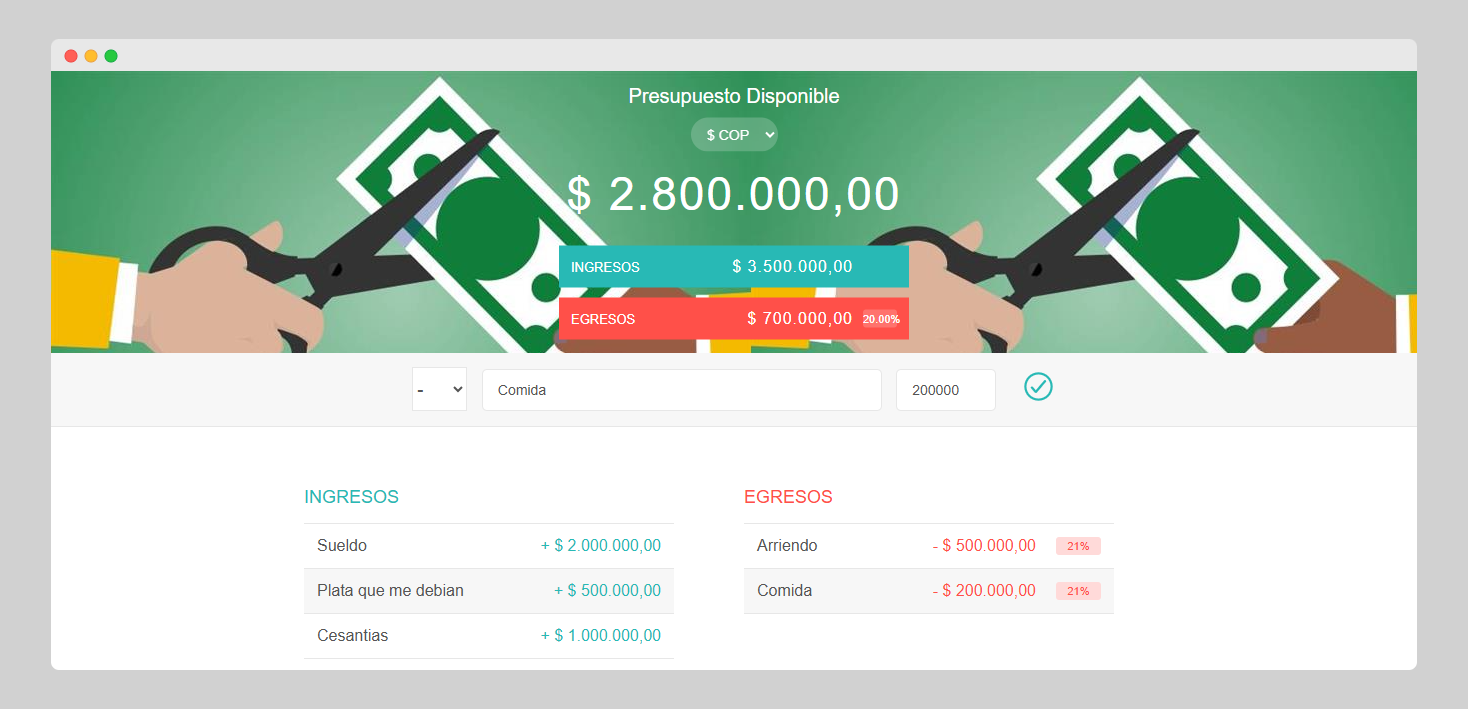 Presupuesto Disponible
$ COP
$ 2.800.000,00
INGRESOS $ 3.500.000,00
EGRESOS $ 700.000,00 20.00%
- Comida 200000
INGRESOS
Sueldo + $ 2.000.000,00
Plata que me debian + $ 500.000,00
Cesantias + $ 1.000.000,00
EGRESOS
Arriendo - $ 500.000,00 21%
Comida - $ 200.000,00 21%